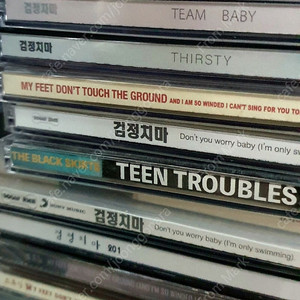 검정치마 TEAM BABY
검정치마 THIRSTY
MY FEET DON'T TOUCH THE GROUND AND I AM SO WINDED I CAN'T SING FOR YOU TO
검정치마 Don't you worry baby (I'm only swimming)
THE BLACK SKIRTS TEEN TROUBLES
검정치마 Don't you worry baby (I'm only swimming)
검정치마 201